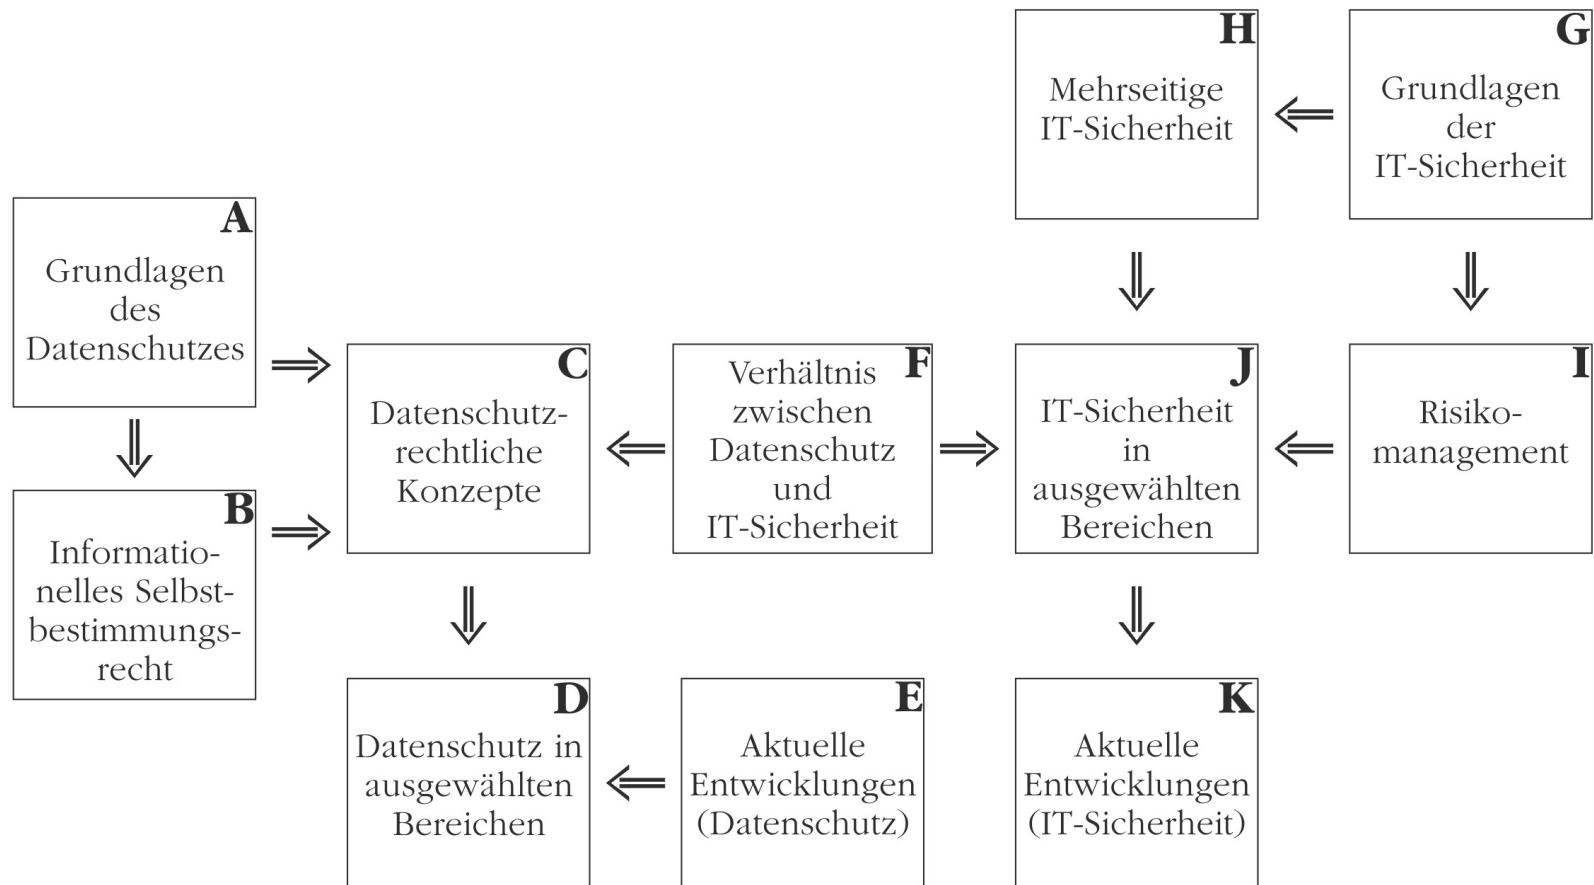 A
Grundlagen
des
Datenschutzes
B
Informatio-
nelles Selbst-
bestimmungs-
recht
C
Datenschutz-
rechtliche
Konzepte
D
Datenschutz in
ausgewählten
Bereichen
E
Aktuelle
Entwicklungen
(Datenschutz)
F
Verhältnis
zwischen
Datenschutz
und
IT-Sicherheit
G
Grundlagen
der
IT-Sicherheit
H
Mehrseitige
IT-Sicherheit
I
Risiko-
management
J
IT-Sicherheit
in
ausgewählten
Bereichen
K
Aktuelle
Entwicklungen
(IT-Sicherheit)